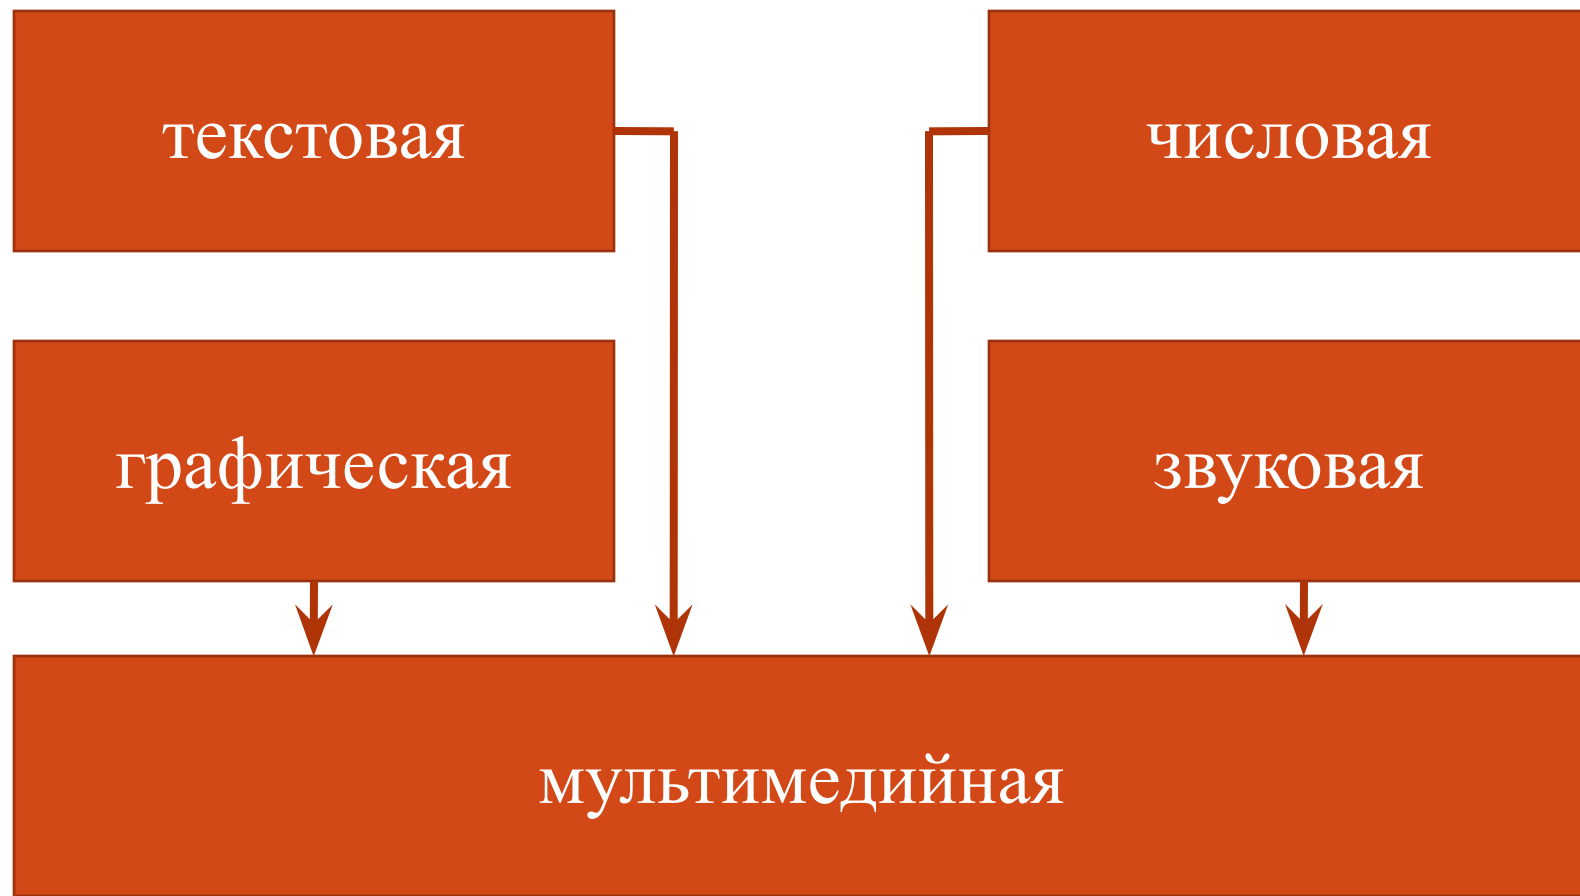 текстовая
числовая
графическая
звуковая
мультимедийная